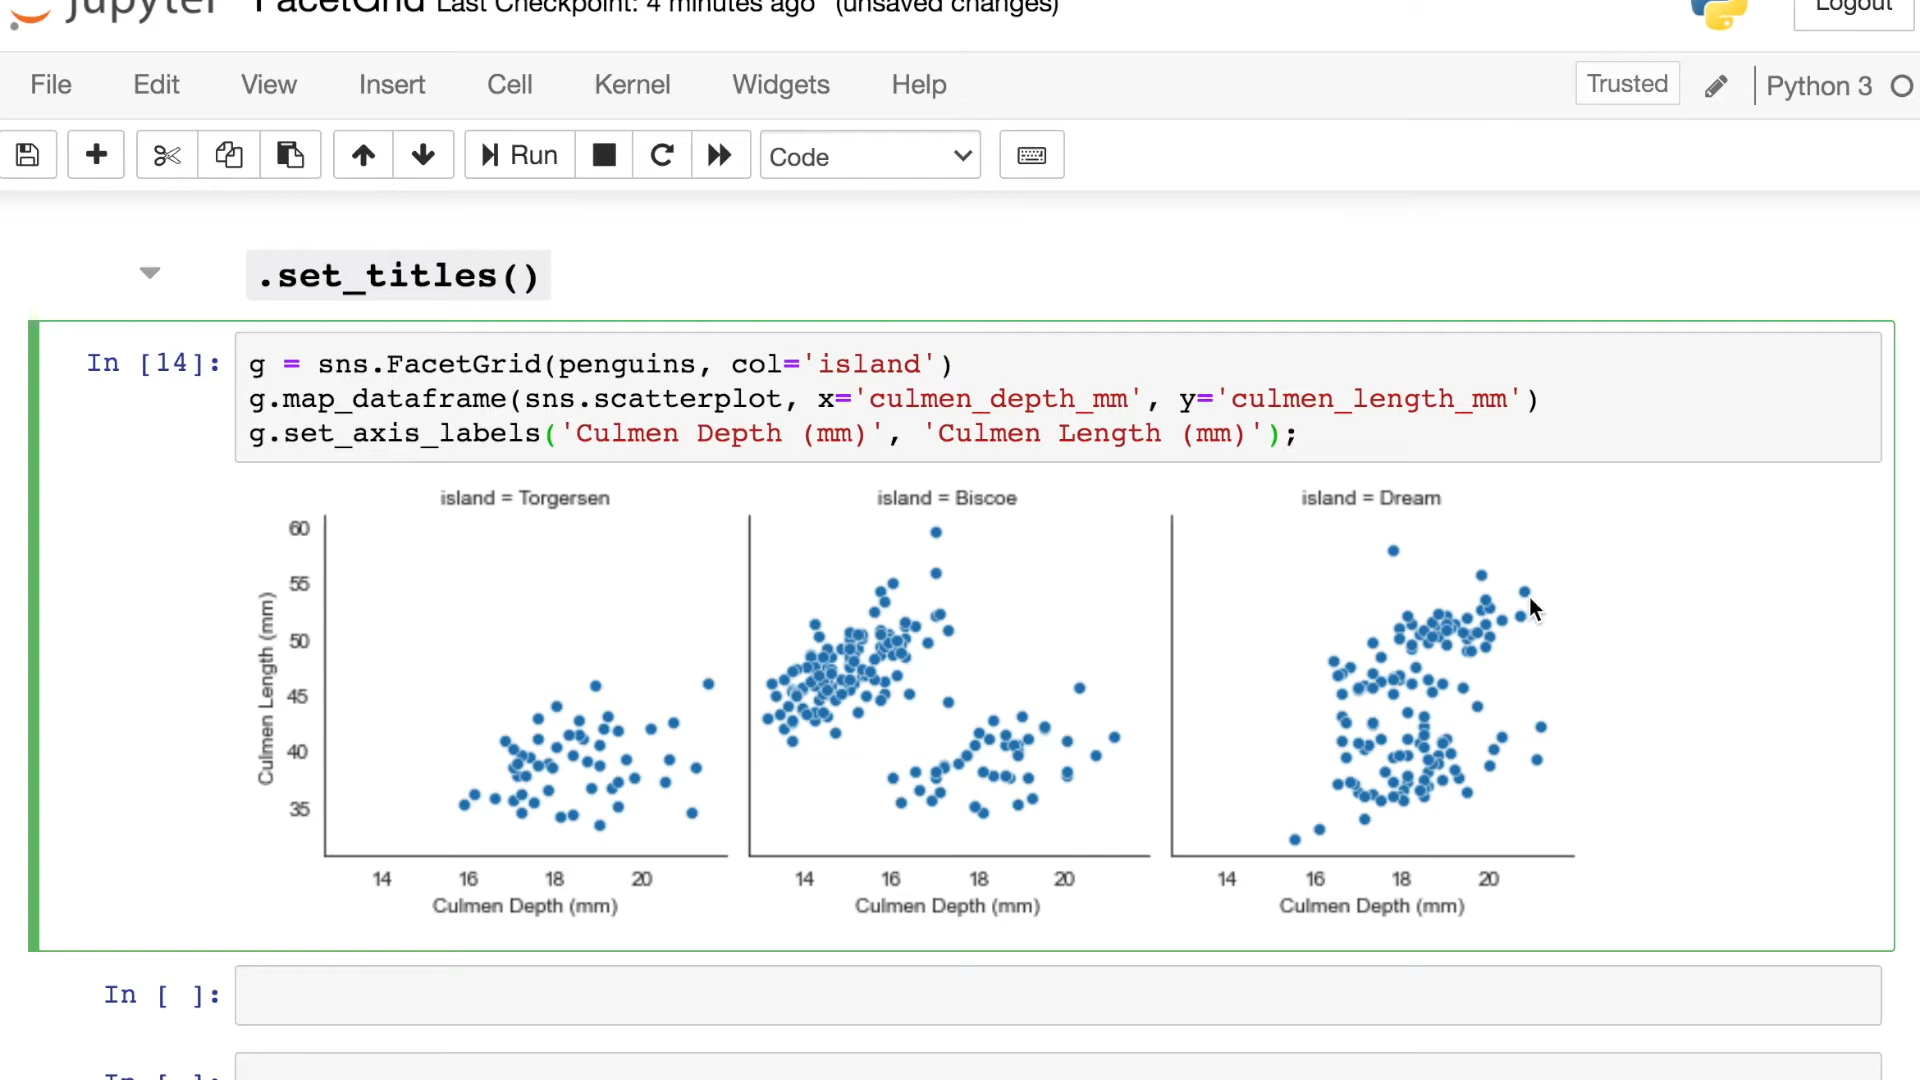 jupyter FacetGrid Last Checkpoint: 4 minutes ago (unsaved changes) Logout
File Edit View Insert Cell Kernel Widgets Help Trusted Python 3
Run Code
.set_titles()
In [14]: g = sns.FacetGrid(penguins, col='island')
g.map_dataframe(sns.scatterplot, x='culmen_depth_mm', y='culmen_length_mm')
g.set_axis_labels('Culmen Depth (mm)', 'Culmen Length (mm)');
island = Torgersen island = Biscoe island = Dream
60
55
50
45
40
35
Culmen Length (mm)
14 16 18 20 14 16 18 20 14 16 18 20
Culmen Depth (mm) Culmen Depth (mm) Culmen Depth (mm)
In [ ]:
In [ ]: